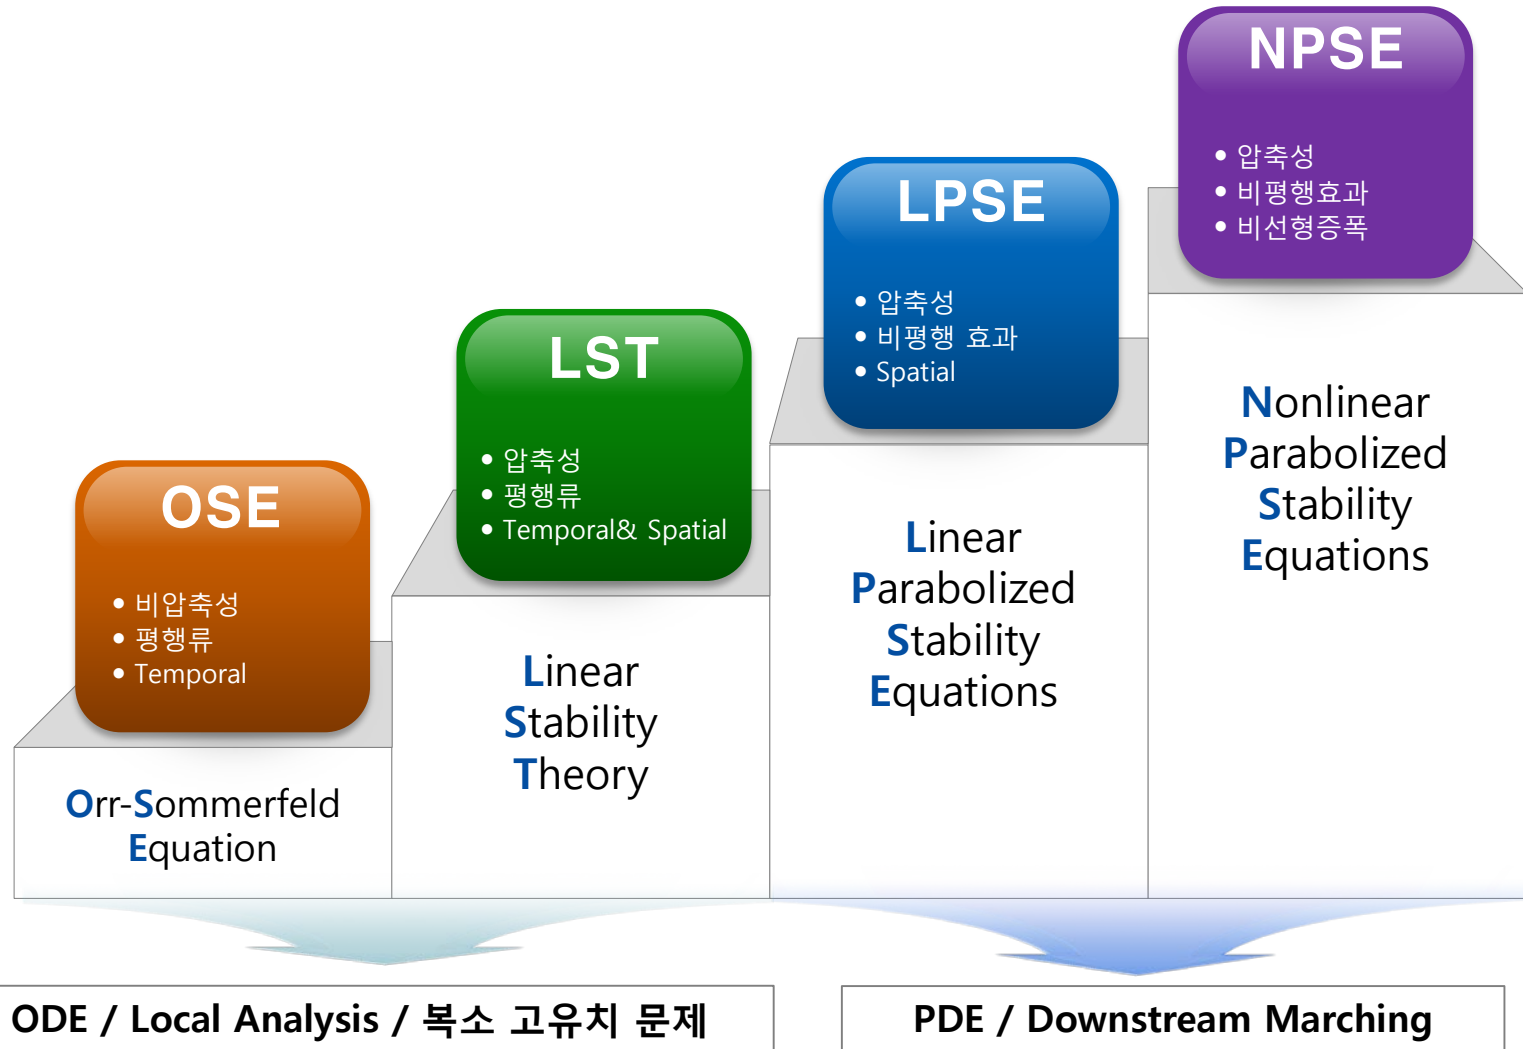 OSE
• 비압축성
• 평행류
• Temporal
Orr-Sommerfeld
Equation
LST
• 압축성
• 평행류
• Temporal& Spatial
Linear
Stability
Theory
LPSE
• 압축성
• 비평행 효과
• Spatial
Linear
Parabolized
Stability
Equations
NPSE
• 압축성
• 비평행효과
• 비선형증폭
Nonlinear
Parabolized
Stability
Equations
ODE / Local Analysis / 복소 고유치 문제
PDE / Downstream Marching